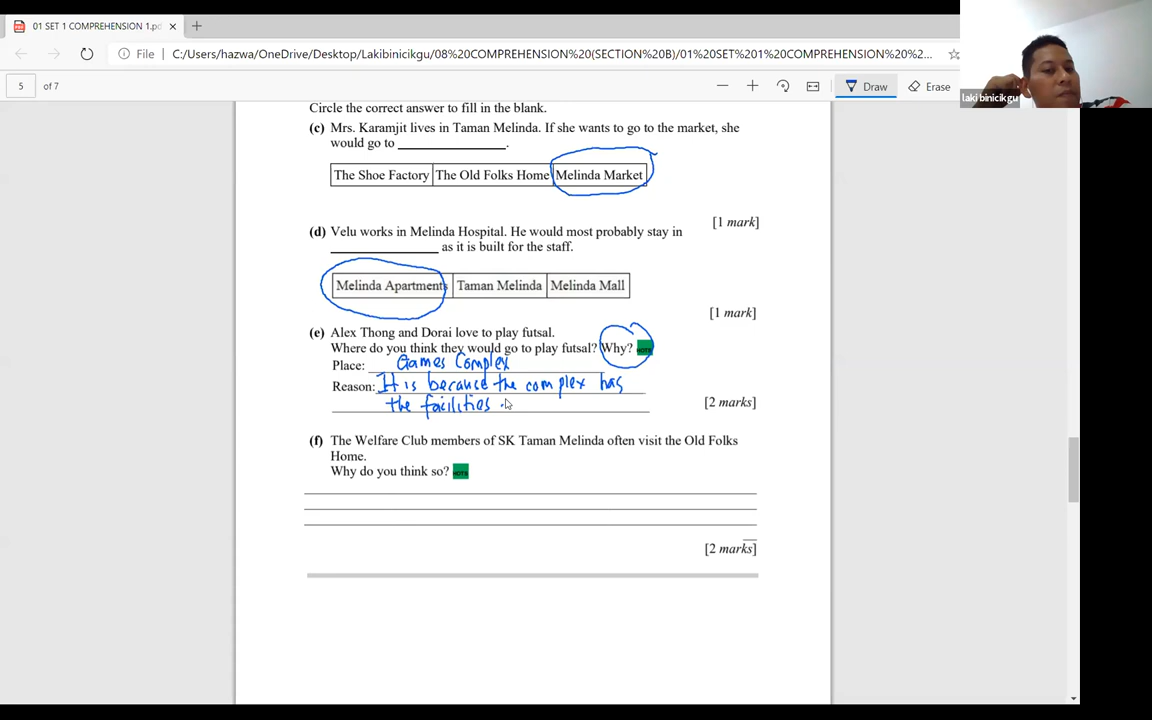 01 SET 1 COMPREHENSION 1.pd
File C:/Users/hazwa/OneDrive/Desktop/Lakibinicikgu/08%20COMPREHENSION%20(SECTION%20B)/01%20SET%201%20COMPREHENSION%20%2...
5 of 7 Draw Erase
laki binicikgu
Circle the correct answer to fill in the blank.
(c) Mrs. Karamjit lives in Taman Melinda. If she wants to go to the market, she
would go to ____________.
The Shoe Factory The Old Folks Home Melinda Market
[1 mark]
(d) Velu works in Melinda Hospital. He would most probably stay in
____________ as it is built for the staff.
Melinda Apartments Taman Melinda Melinda Mall
[1 mark]
(e) Alex Thong and Dorai love to play futsal.
Where do you think they would go to play futsal? Why?
Place: Games Complex
Reason: It is because the complex has
the facilities .
[2 marks]
(f) The Welfare Club members of SK Taman Melinda often visit the Old Folks
Home.
Why do you think so?
[2 marks]